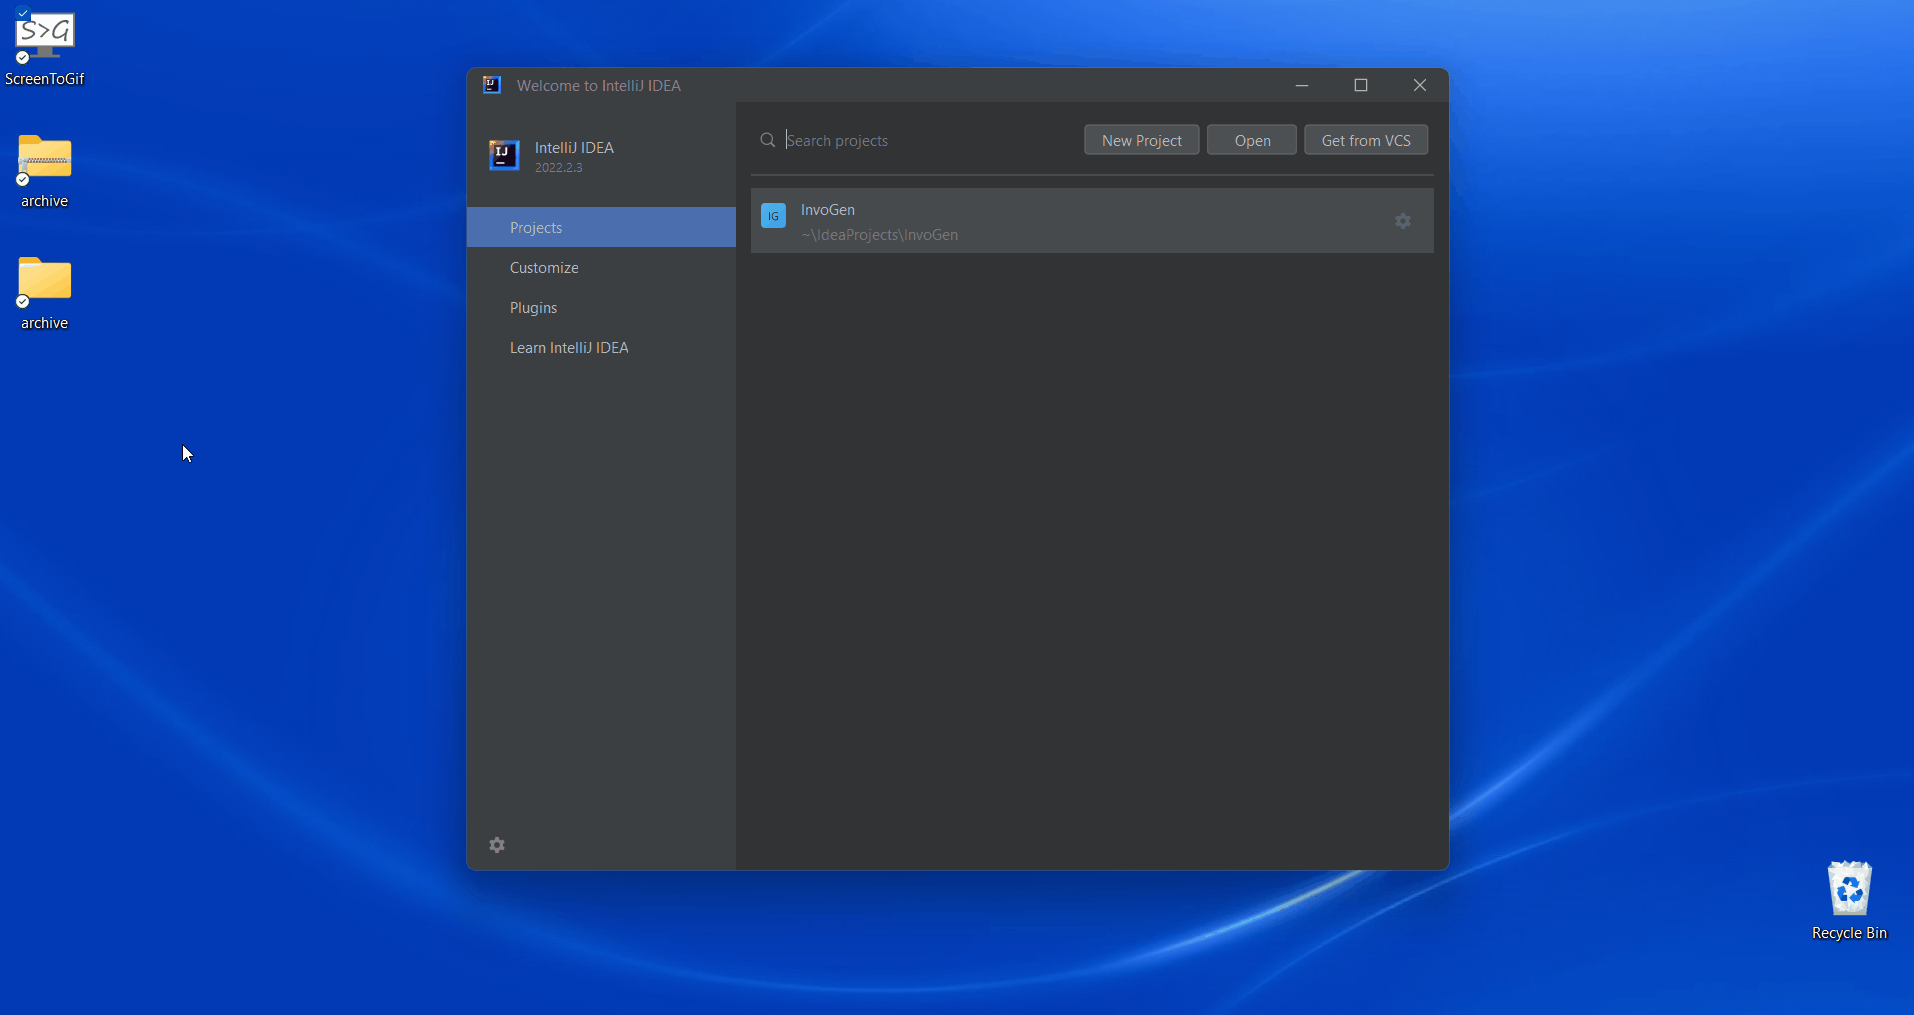 S>G
ScreenToGif
archive
archive
Welcome to IntelliJ IDEA
IJ
IntelliJ IDEA
2022.2.3
Projects
Customize
Plugins
Learn IntelliJ IDEA
Search projects
New Project
Open
Get from VCS
IG
InvoGen
~\IdeaProjects\InvoGen
Recycle Bin